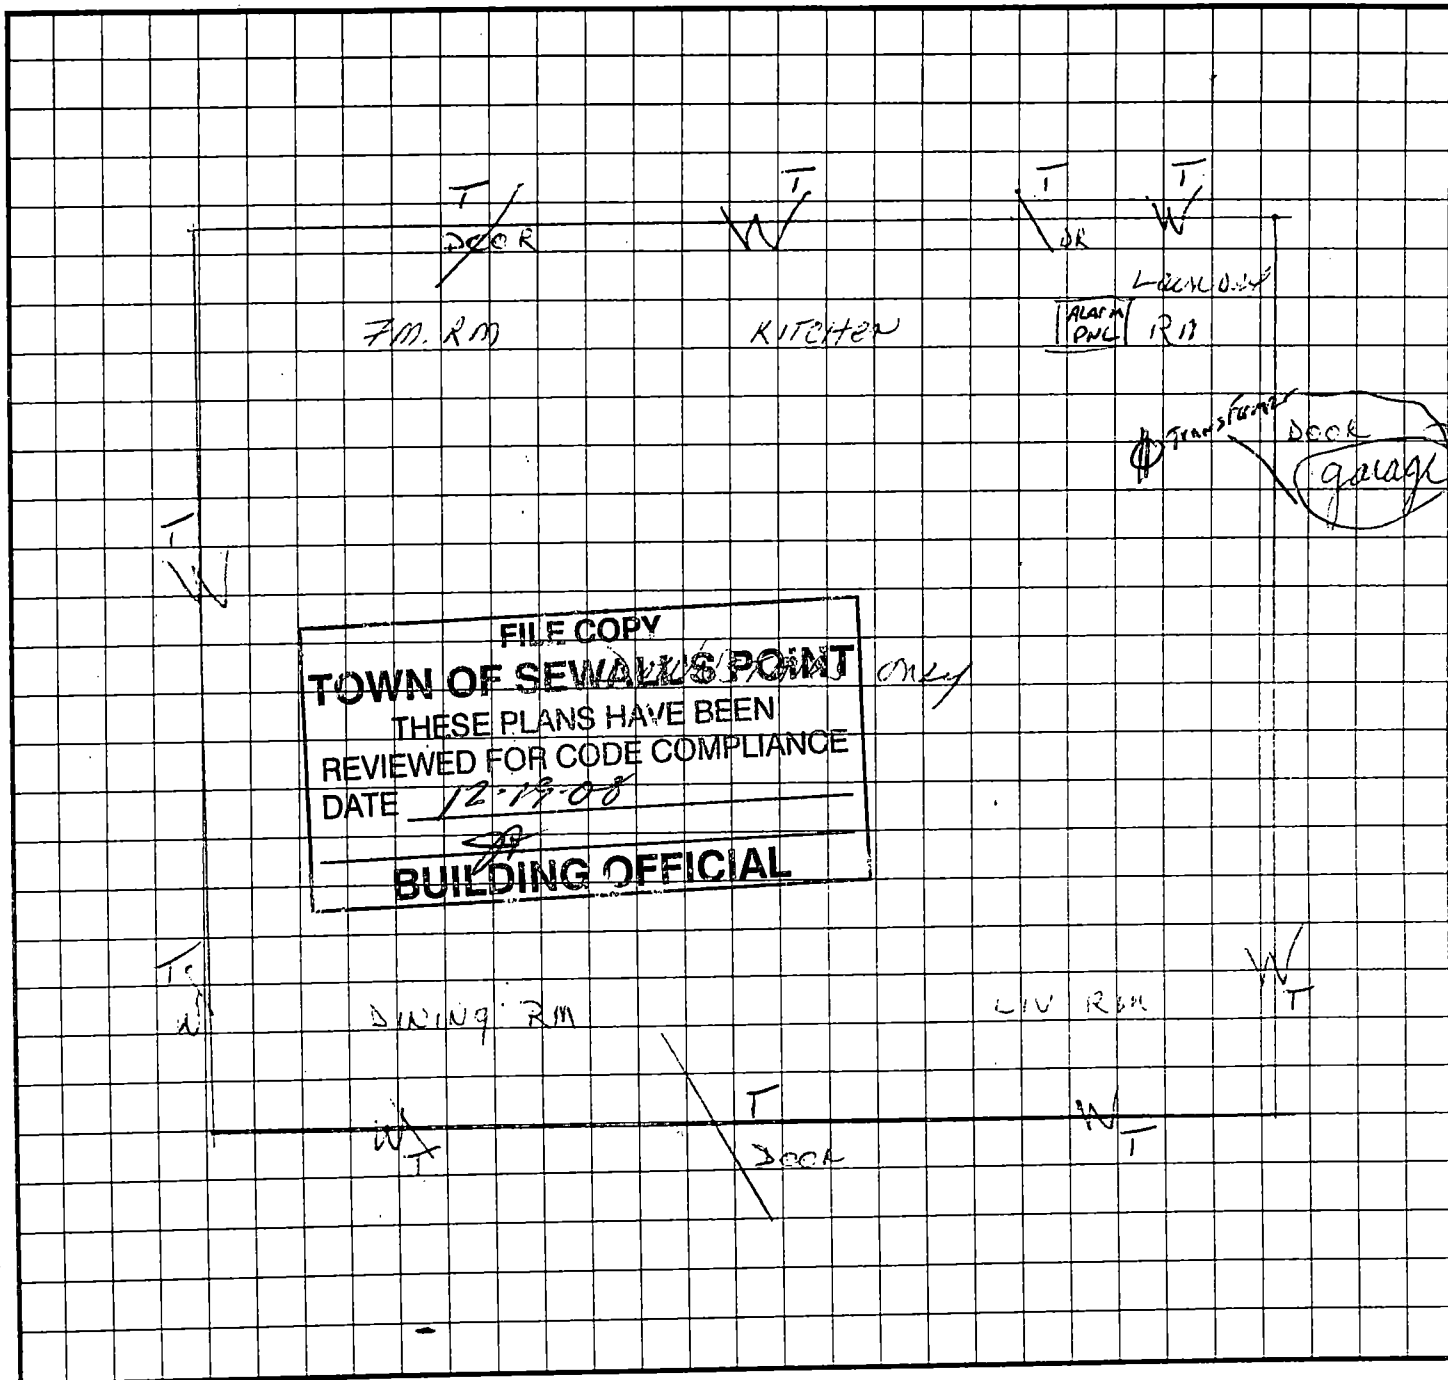 T T T T
DOOR W DR W
LAUNDRY
FM. RM KITCHEN ALARM PNL RM
TRANSFORMER DOOR
garage
T
W
FILE COPY
TOWN OF SEWALL'S POINT only
THESE PLANS HAVE BEEN
REVIEWED FOR CODE COMPLIANCE
DATE 12-19-08
BUILDING OFFICIAL
T W
W DINING RM LIV RM T
W T W
T DOOR T